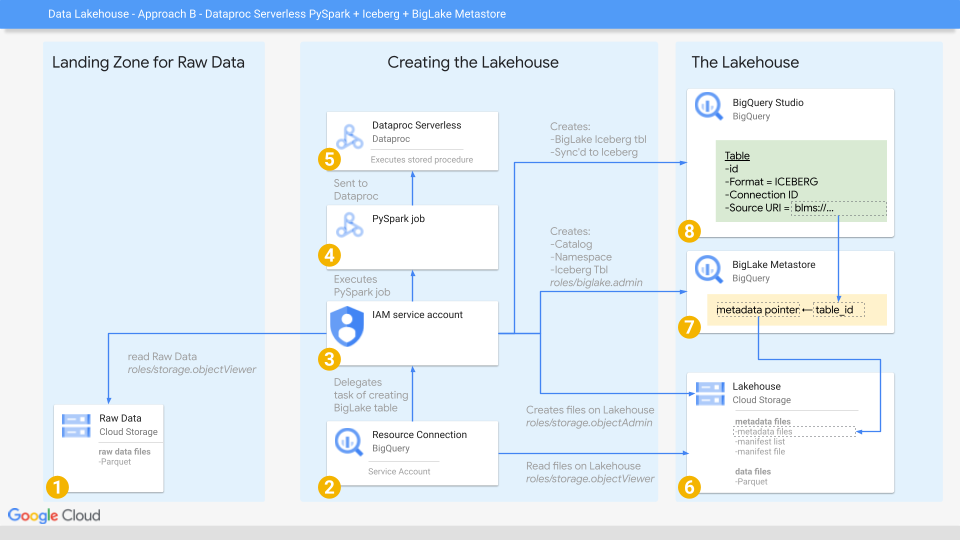 Data Lakehouse - Approach B - Dataproc Serverless PySpark + Iceberg + BigLake Metastore
Landing Zone for Raw Data
read Raw Data
roles/storage.objectViewer
Raw Data
Cloud Storage
raw data files
-Parquet
1
Creating the Lakehouse
Dataproc Serverless
Dataproc
Executes stored procedure
5
Sent to
Dataproc
PySpark job
4
Executes
PySpark job
IAM service account
3
Delegates
task of creating
BigLake table
Resource Connection
BigQuery
Service Account
2
Creates:
-BigLake Iceberg tbl
-Sync'd to Iceberg
Creates:
-Catalog
-Namespace
-Iceberg Tbl
roles/biglake.admin
Creates files on Lakehouse
roles/storage.objectAdmin
Read files on Lakehouse
roles/storage.objectViewer
The Lakehouse
BigQuery Studio
BigQuery
Table
-id
-Format = ICEBERG
-Connection ID
-Source URI = blms://...
8
BigLake Metastore
BigQuery
metadata pointer ← table_id
7
Lakehouse
Cloud Storage
metadata files
-metadata files
-manifest list
-manifest file
data files
-Parquet
6
Google Cloud